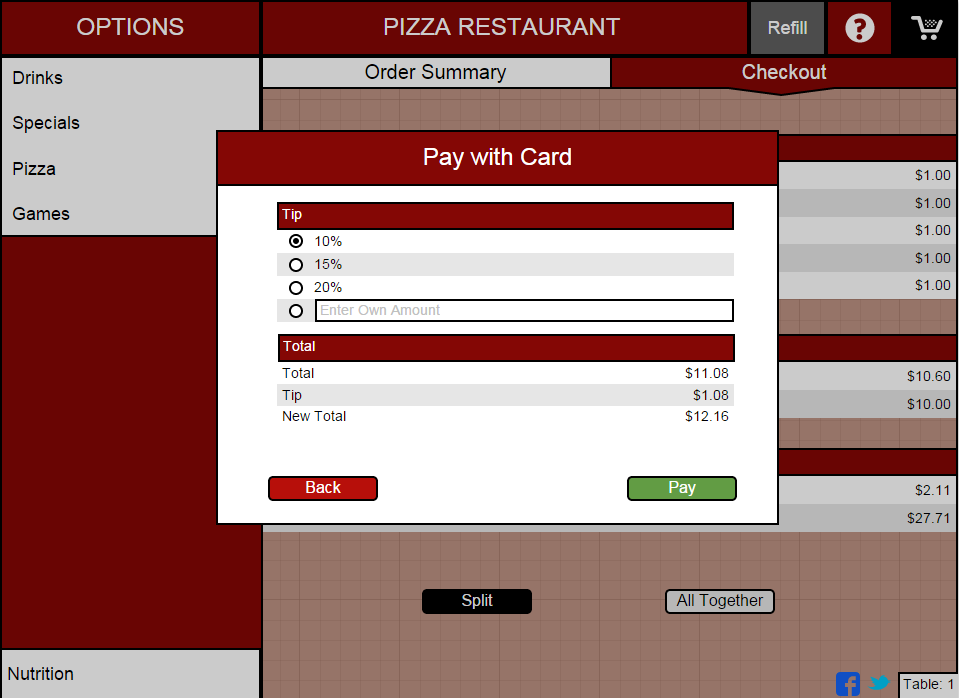 OPTIONS
PIZZA RESTAURANT
Refill
?
Drinks
Specials
Pizza
Games
Order Summary
Checkout
$1.00
$1.00
$1.00
$1.00
$1.00
$10.60
$10.00
$2.11
$27.71
Pay with Card
Tip
10%
15%
20%
Enter Own Amount
Total
Total $11.08
Tip $1.08
New Total $12.16
Back
Pay
Split
All Together
Nutrition
f
Table: 1